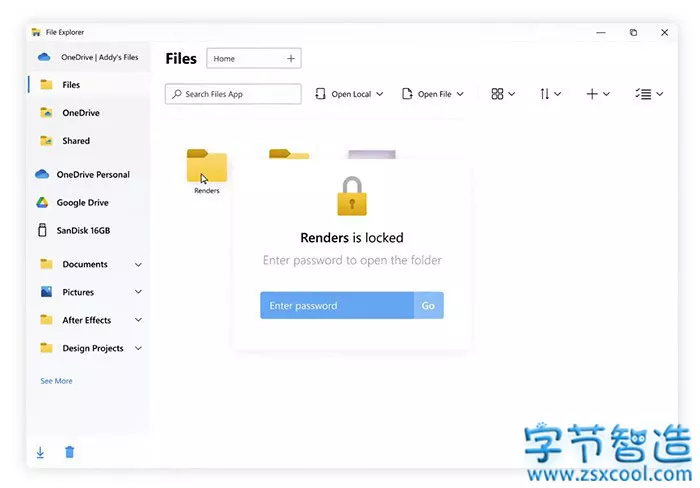 File Explorer
OneDrive | Addy's Files
Files
OneDrive
Shared
OneDrive Personal
Google Drive
SanDisk 16GB
Documents
Pictures
After Effects
Design Projects
See More
Files
Home
Search Files App
Open Local
Open File
Renders
Renders is locked
Enter password to open the folder
Enter password
Go
字节智造
www.zsxcool.com